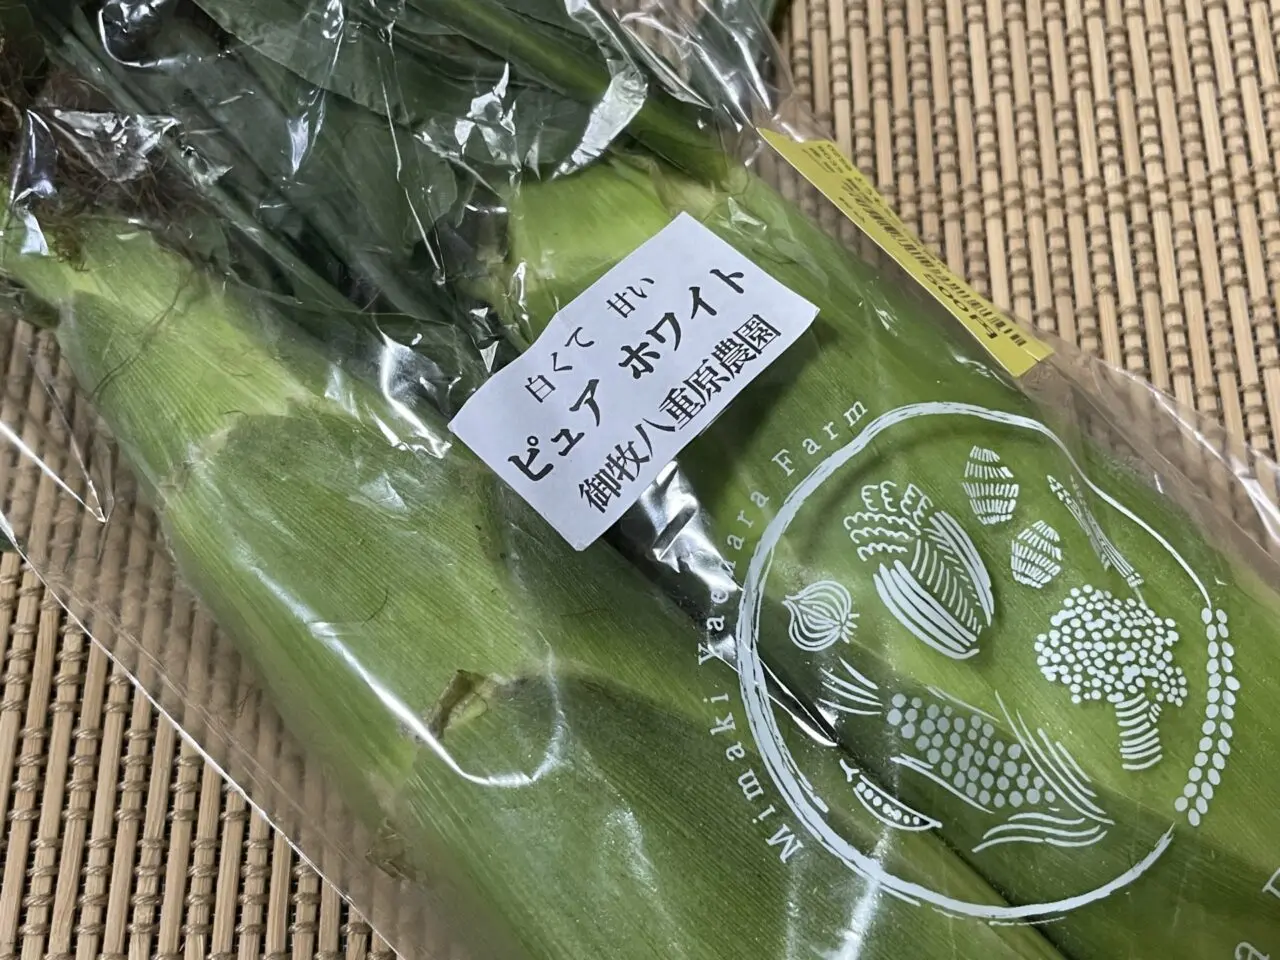 白くて 甘い
ピュア ホワイト
御牧八重原農園
Mimaki yaehara Farm